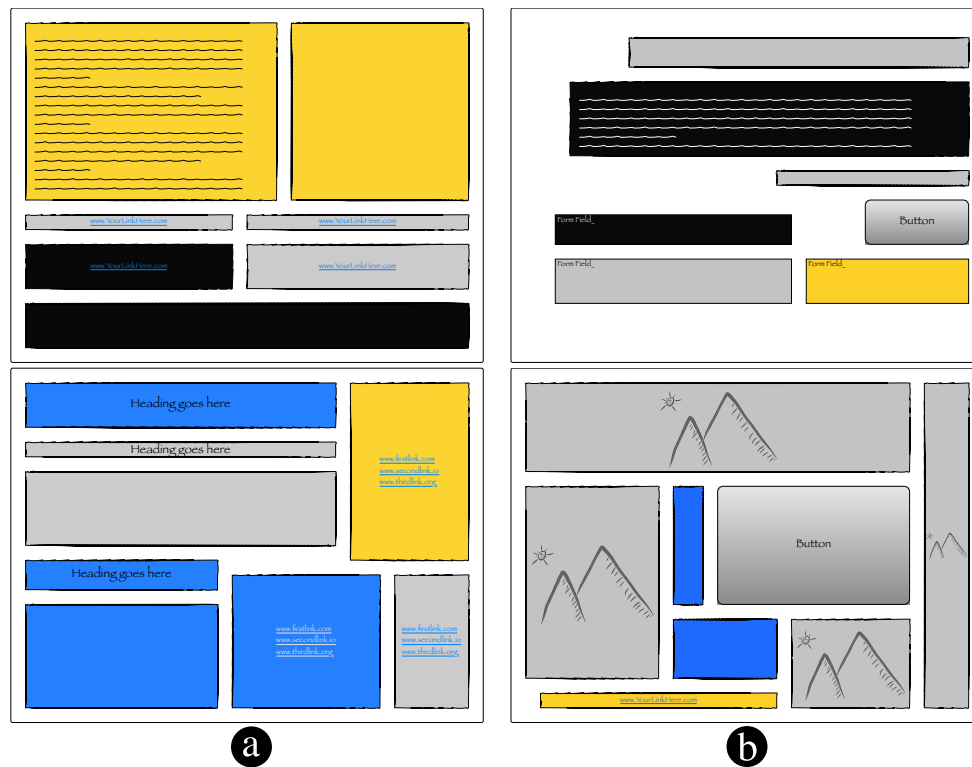 www.YourLinkHere.com
www.YourLinkHere.com
www.YourLinkHere.com
www.YourLinkHere.com
Form Field_
Button
Form Field_
Form Field_
Heading goes here
Heading goes here
www.firstlink.com
www.secondlink.io
www.thirdlink.org
Heading goes here
www.firstlink.com
www.secondlink.io
www.thirdlink.org
www.firstlink.com
www.secondlink.io
www.thirdlink.org
Button
www.YourLinkHere.com
a
b